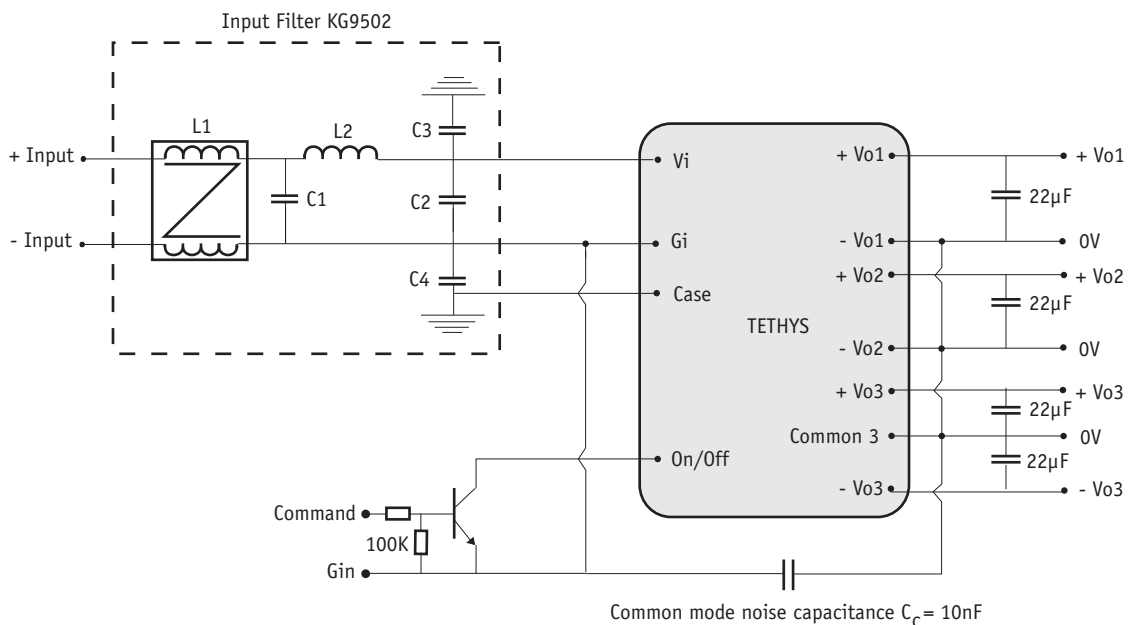 Input Filter KG9502
L1
L2
C3
+ Input
C1
C2
- Input
C4
Vi
Gi
Case
TETHYS
On/Off
+ Vo1
- Vo1
+ Vo2
- Vo2
+ Vo3
Common 3
- Vo3
+ Vo1
22µF
0V
+ Vo2
22µF
0V
+ Vo3
22µF
0V
22µF
- Vo3
Command
100K
Gin
Common mode noise capacitance Cc= 10nF